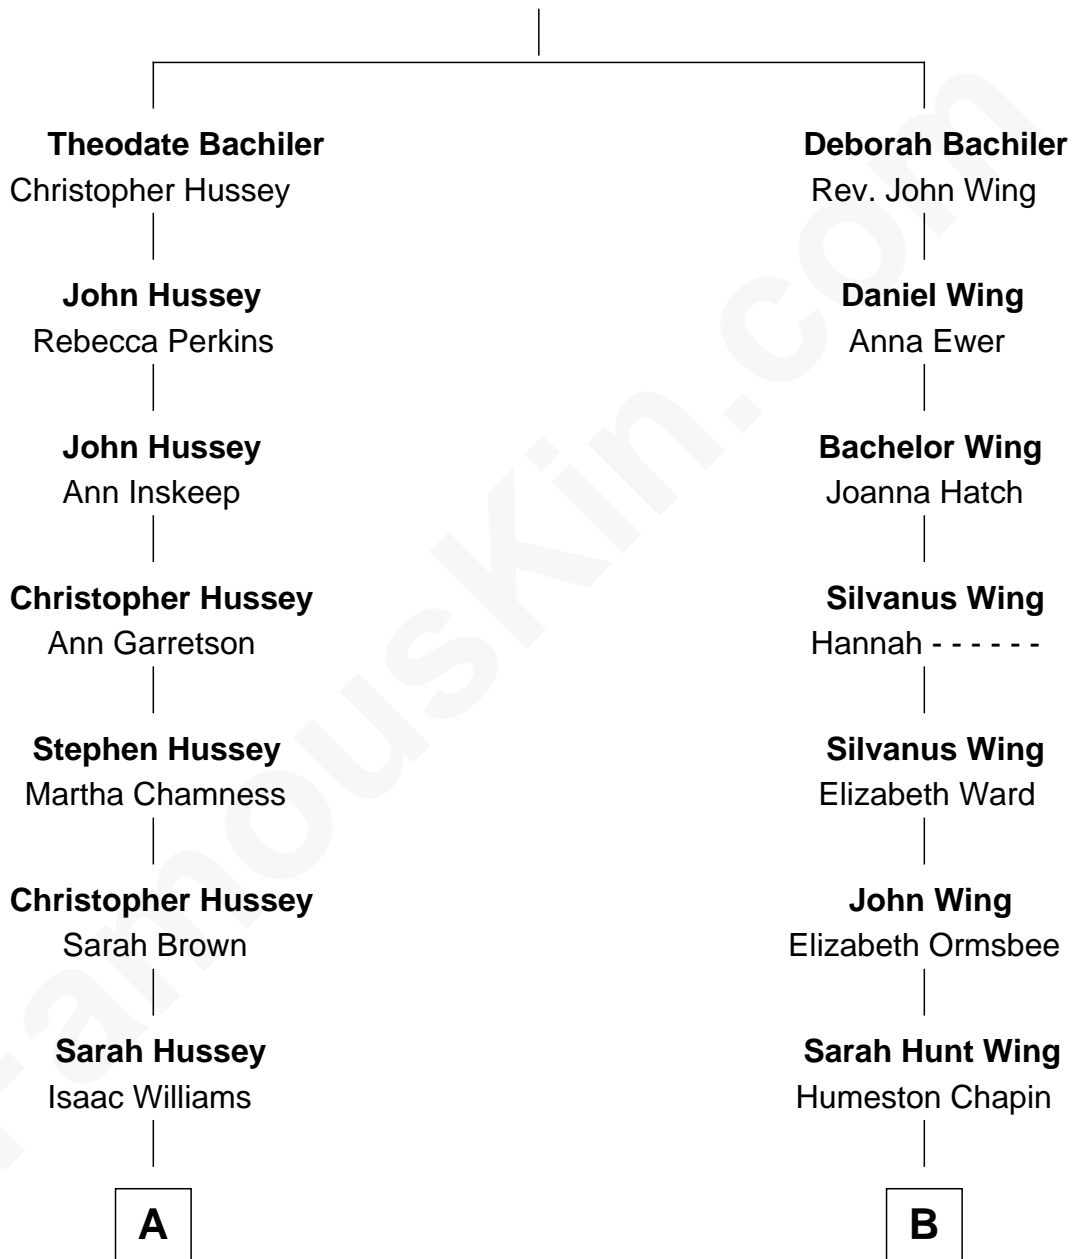 Theodate Bachiler
Christopher Hussey
John Hussey
Rebecca Perkins
John Hussey
Ann Inskeep
Christopher Hussey
Ann Garretson
Stephen Hussey
Martha Chamness
Christopher Hussey
Sarah Brown
Sarah Hussey
Isaac Williams
A
Deborah Bachiler
Rev. John Wing
Daniel Wing
Anna Ewer
Bachelor Wing
Joanna Hatch
Silvanus Wing
Hannah - - - - - -
Silvanus Wing
Elizabeth Ward
John Wing
Elizabeth Ormsbee
Sarah Hunt Wing
Humeston Chapin
B
FamousKin.com